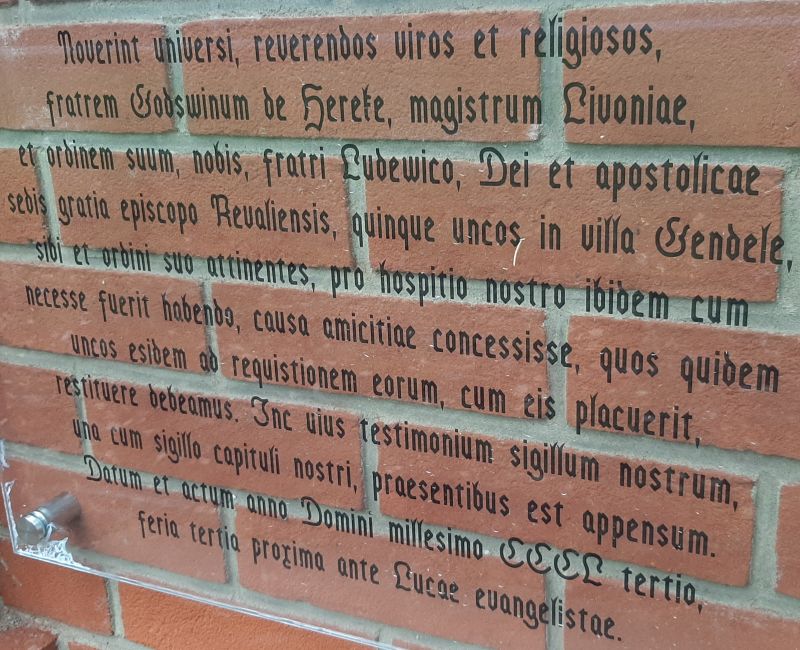 Noverint universi, reverendos viros et religiosos,
fratrem Godswinum de Hereke, magistrum Livoniae,
et ordinem suum, nobis, fratri Ludewico, Dei et apostolicae
sedis gratia episcopo Revaliensis, quinque uncos in villa Gendele,
sibi et ordini suo attinentes, pro hospitio nostro ibidem cum
necesse fuerit habendo, causa amicitiae concessisse, quos quidem
uncos esidem ad requistionem eorum, cum eis placuerit,
restituere debeamus. Inc uius testimonium sigillum nostrum,
una cum sigillo capituli nostri, praesentibus est appensum.
Datum et actum anno Domini millesimo CCCL tertio,
feria tertia proxima ante Lucae evangelistae.